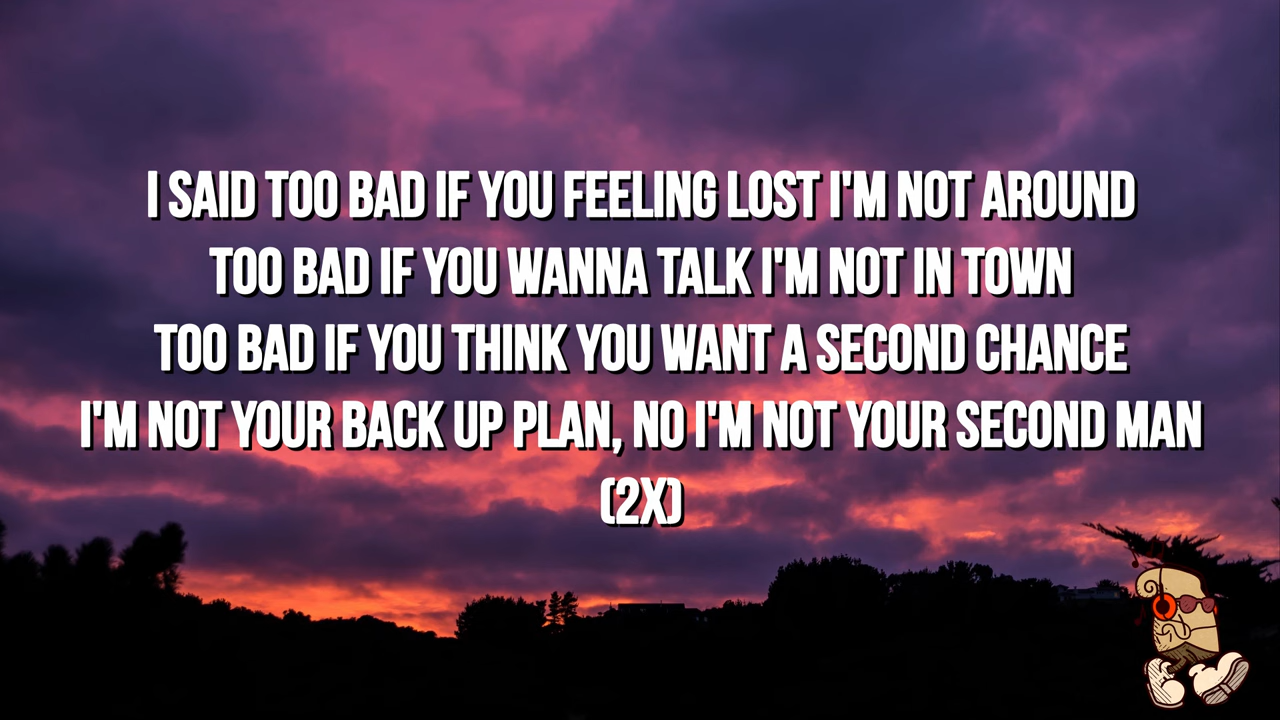 I SAID TOO BAD IF YOU FEELING LOST I'M NOT AROUND
TOO BAD IF YOU WANNA TALK I'M NOT IN TOWN
TOO BAD IF YOU THINK YOU WANT A SECOND CHANCE
I'M NOT YOUR BACK UP PLAN, NO I'M NOT YOUR SECOND MAN
(2X)